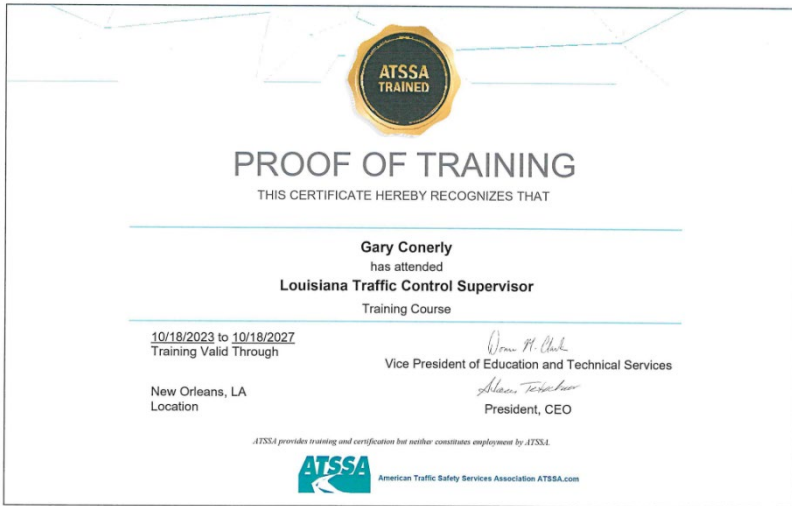 ATSSA
TRAINED
PROOF OF TRAINING
THIS CERTIFICATE HEREBY RECOGNIZES THAT
Gary Conerly
has attended
Louisiana Traffic Control Supervisor
Training Course
10/18/2023 to 10/18/2027
Training Valid Through
Vice President of Education and Technical Services
New Orleans, LA
Location
President, CEO
ATSSA provides training and certification but neither constitutes employment by ATSSA.
ATSSA
American Traffic Safety Services Association ATSSA.com